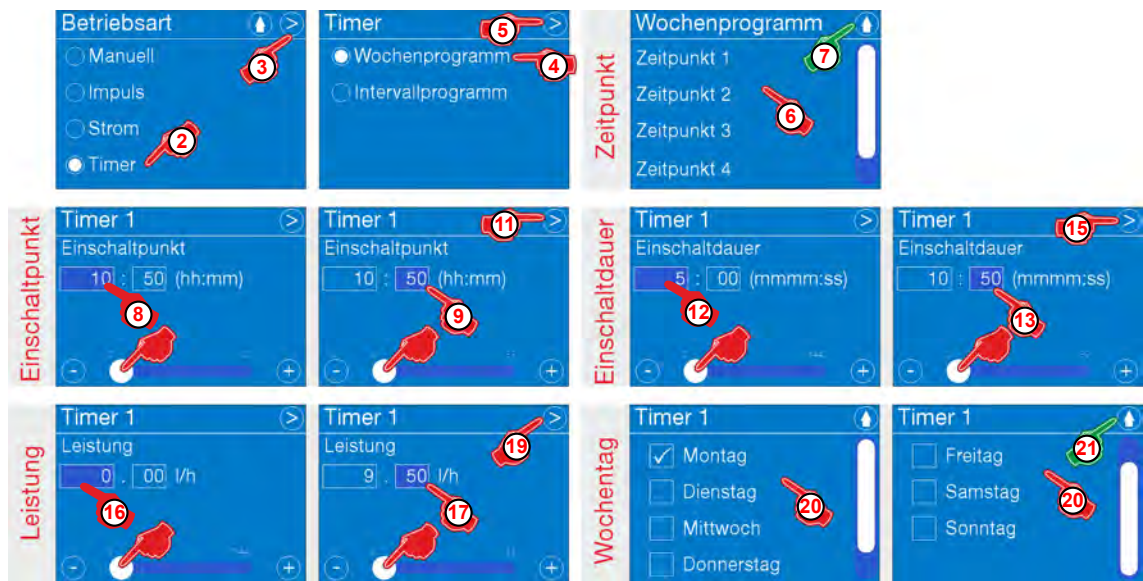 Betriebsart >
Manuell
Impuls
Strom
Timer
2
3
Timer >
Wochenprogramm
Intervallprogramm
5
4
Zeitpunkt
Wochenprogramm
Zeitpunkt 1
Zeitpunkt 2
Zeitpunkt 3
Zeitpunkt 4
7
6
Einschaltpunkt
Timer 1 >
Einschaltpunkt
10 : 50 (hh:mm)
8
- +
Timer 1 >
Einschaltpunkt
10 : 50 (hh:mm)
11
9
- +
Einschaltdauer
Timer 1 >
Einschaltdauer
5 : 00 (mmmm:ss)
12
- +
Timer 1 >
Einschaltdauer
10 : 50 (mmmm:ss)
15
13
- +
Leistung
Timer 1 >
Leistung
0 . 00 l/h
16
- +
Timer 1 >
Leistung
9 . 50 l/h
19
17
- +
Wochentag
Timer 1
Montag
Dienstag
Mittwoch
Donnerstag
20
Timer 1
Freitag
Samstag
Sonntag
21
20